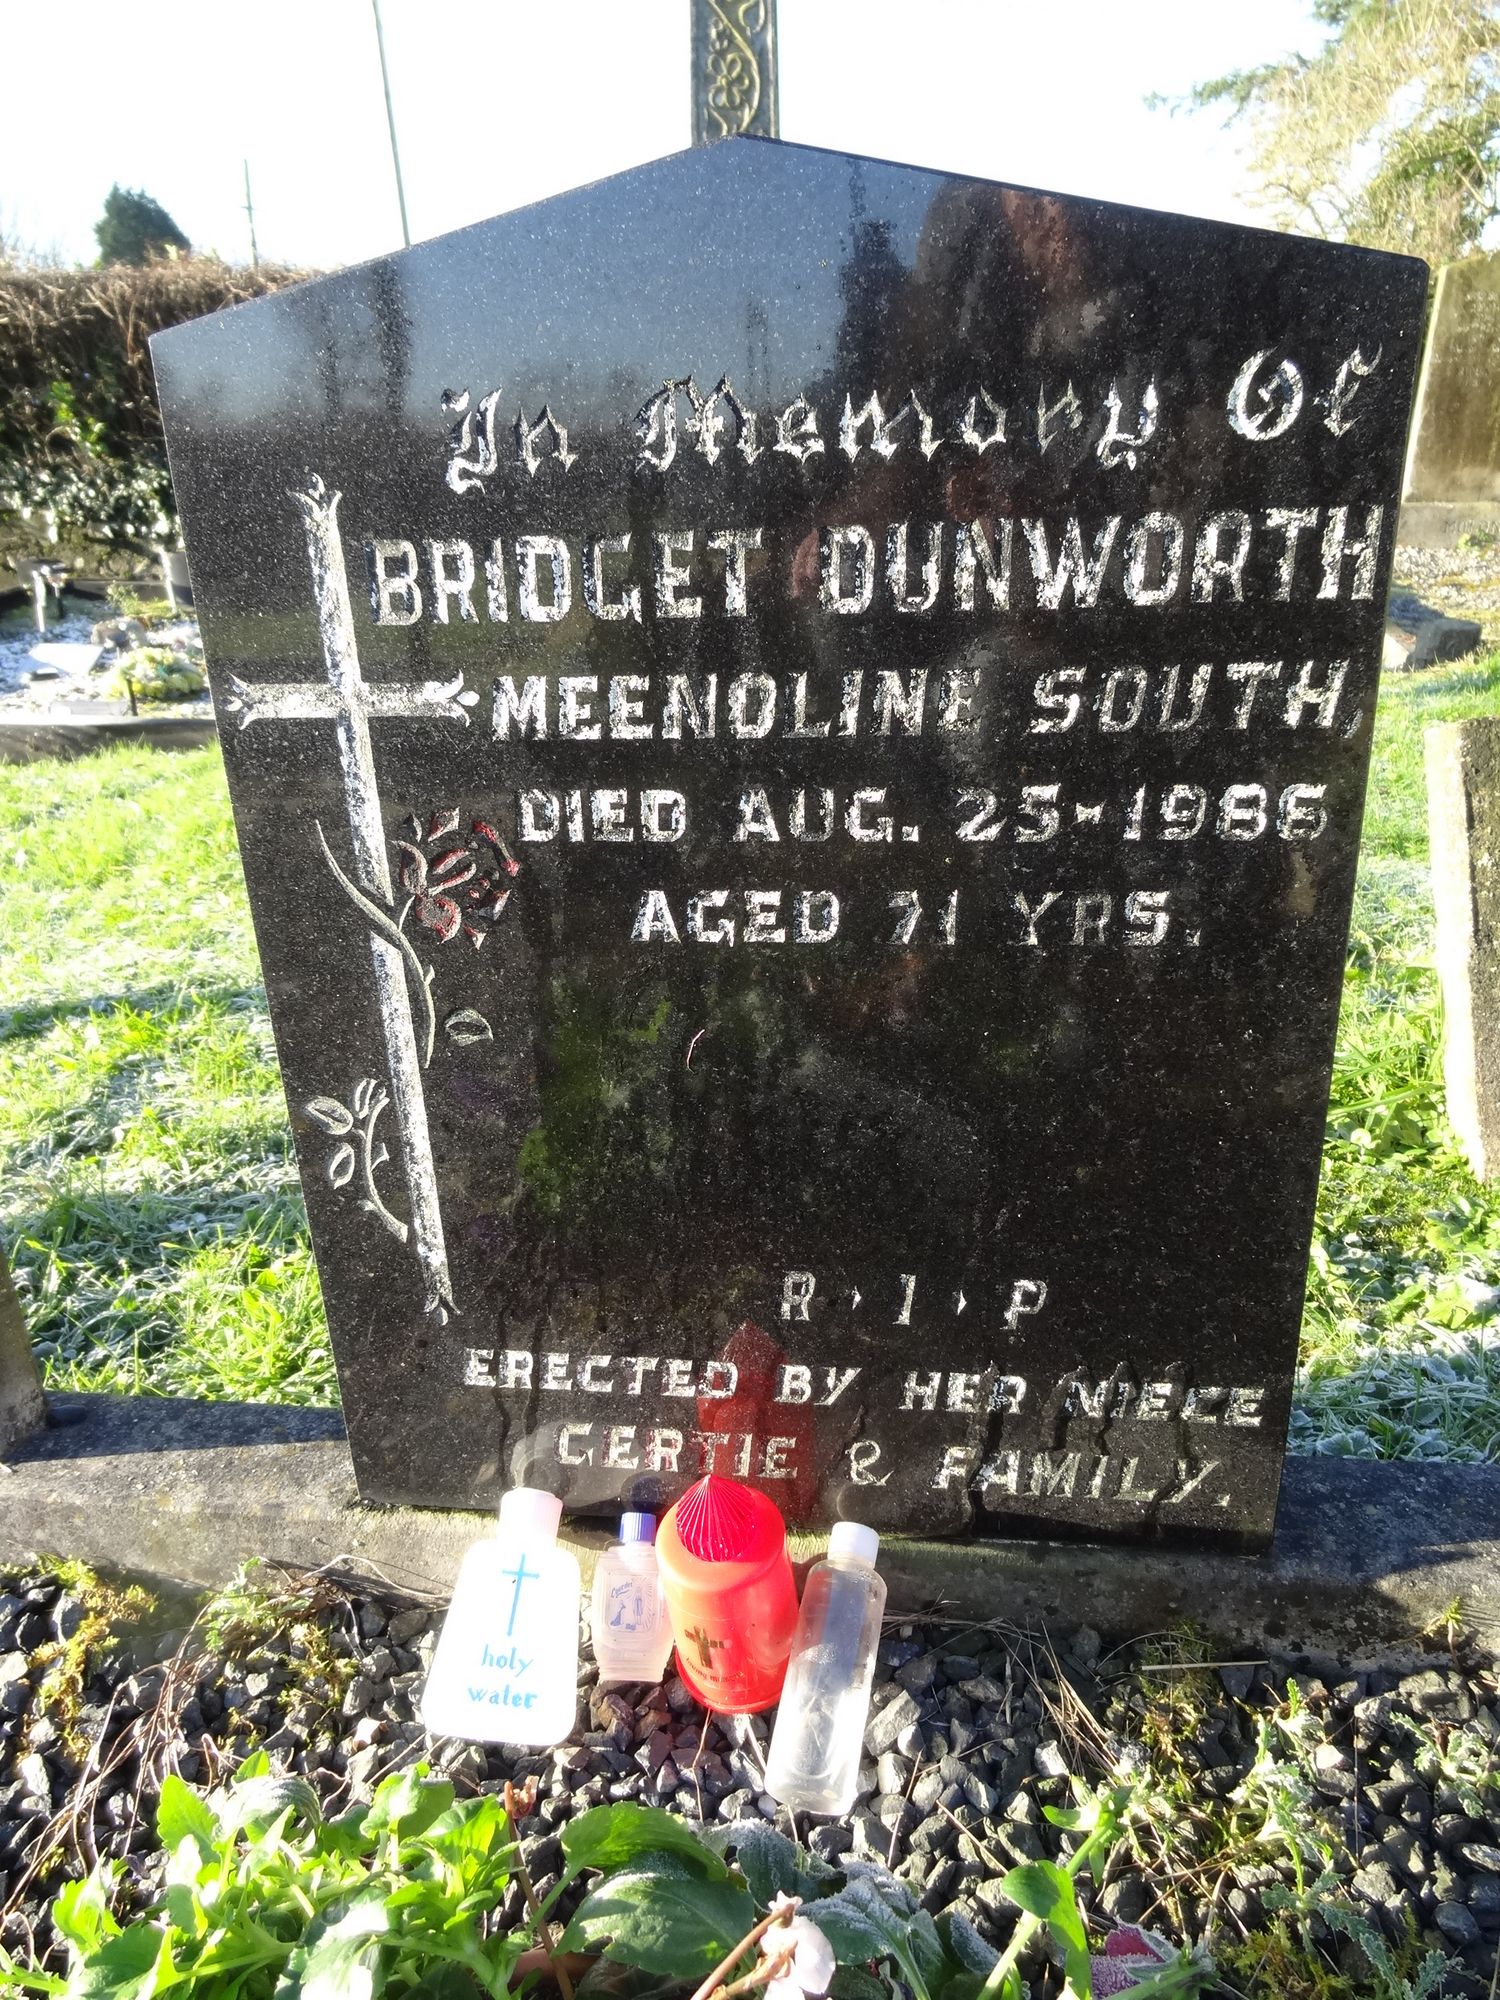 In Memory Of
BRIDGET DUNWORTH
MEENOLINE SOUTH,
DIED AUG. 25-1986
AGED 71 YRS.
R·I·P
ERECTED BY HER NIECE
GERTIE & FAMILY.
holy
water